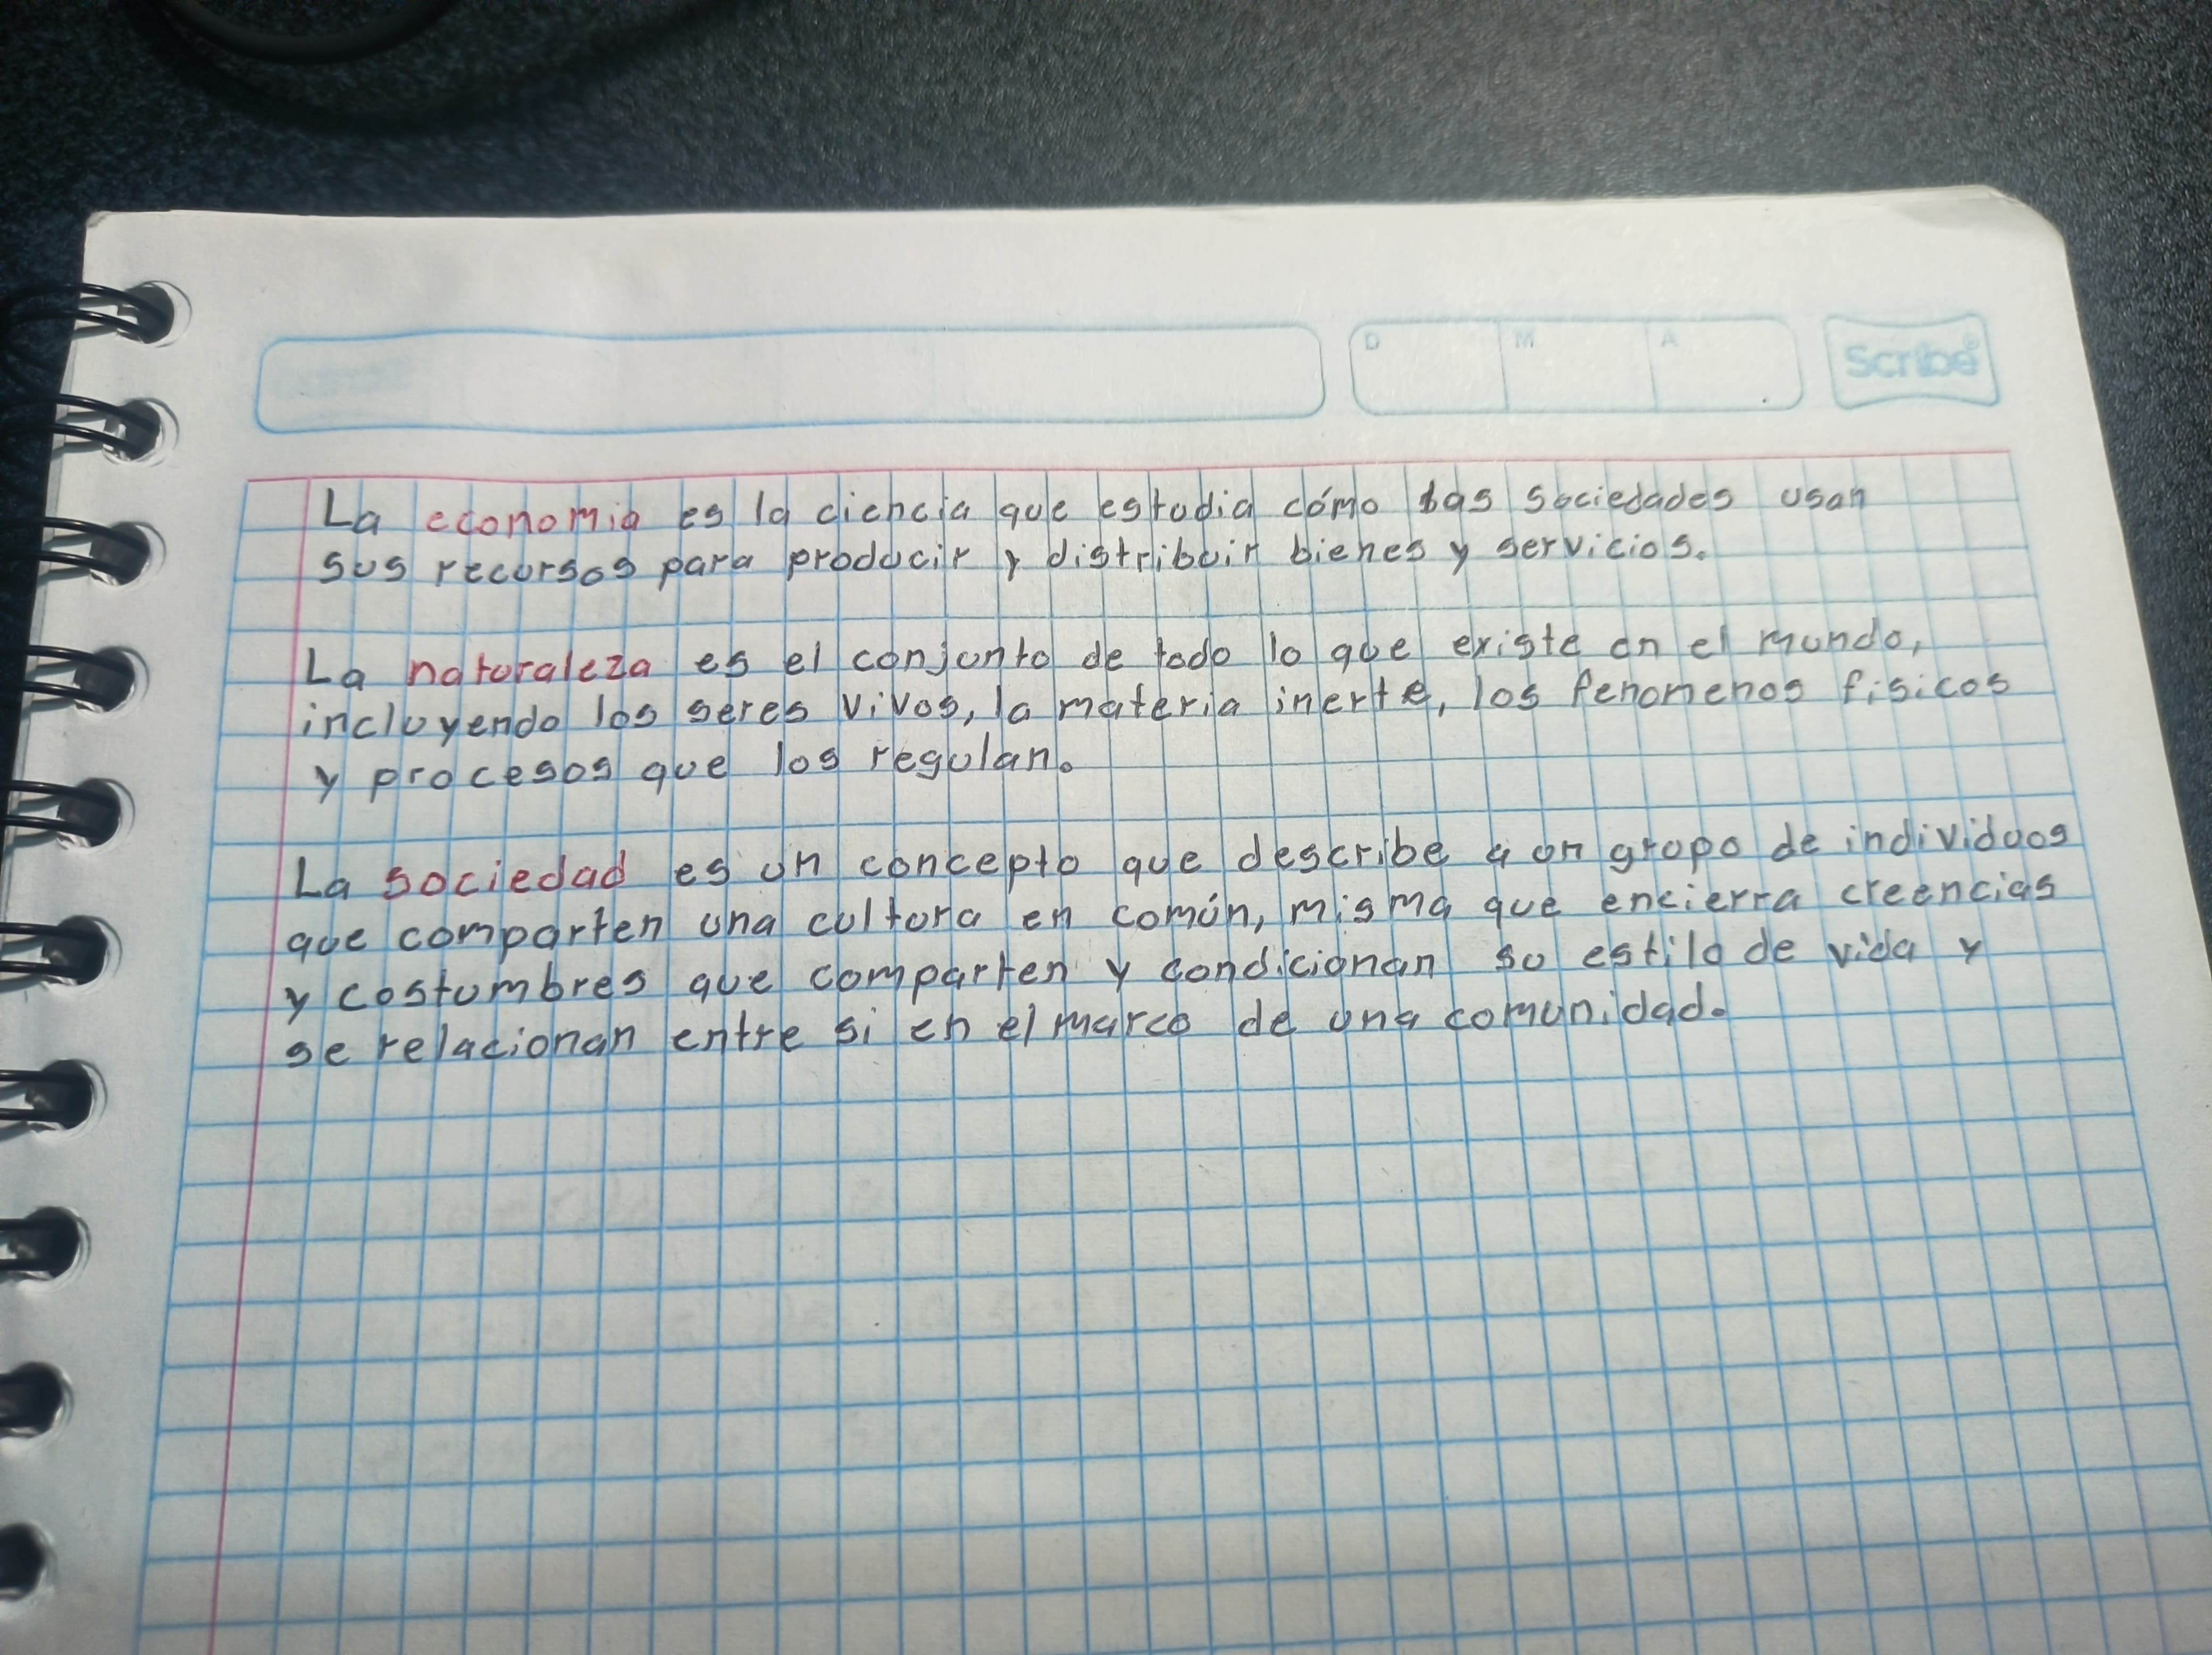 D M A
Scribe®
La economia es la ciencia que estudia cómo las sociedades usan
sus recursos para producir y distribuir bienes y servicios.
La naturaleza es el conjunto de todo lo que existe en el mundo,
incluyendo los seres vivos, la materia inerte, los fenomenos fisicos
y procesos que los regulan.
La sociedad es un concepto que describe a un grupo de individuos
que comparten una cultura en común, misma que encierra creencias
y costumbres que comparten y condicionan su estilo de vida y
se relacionan entre si en el marco de una comunidad.